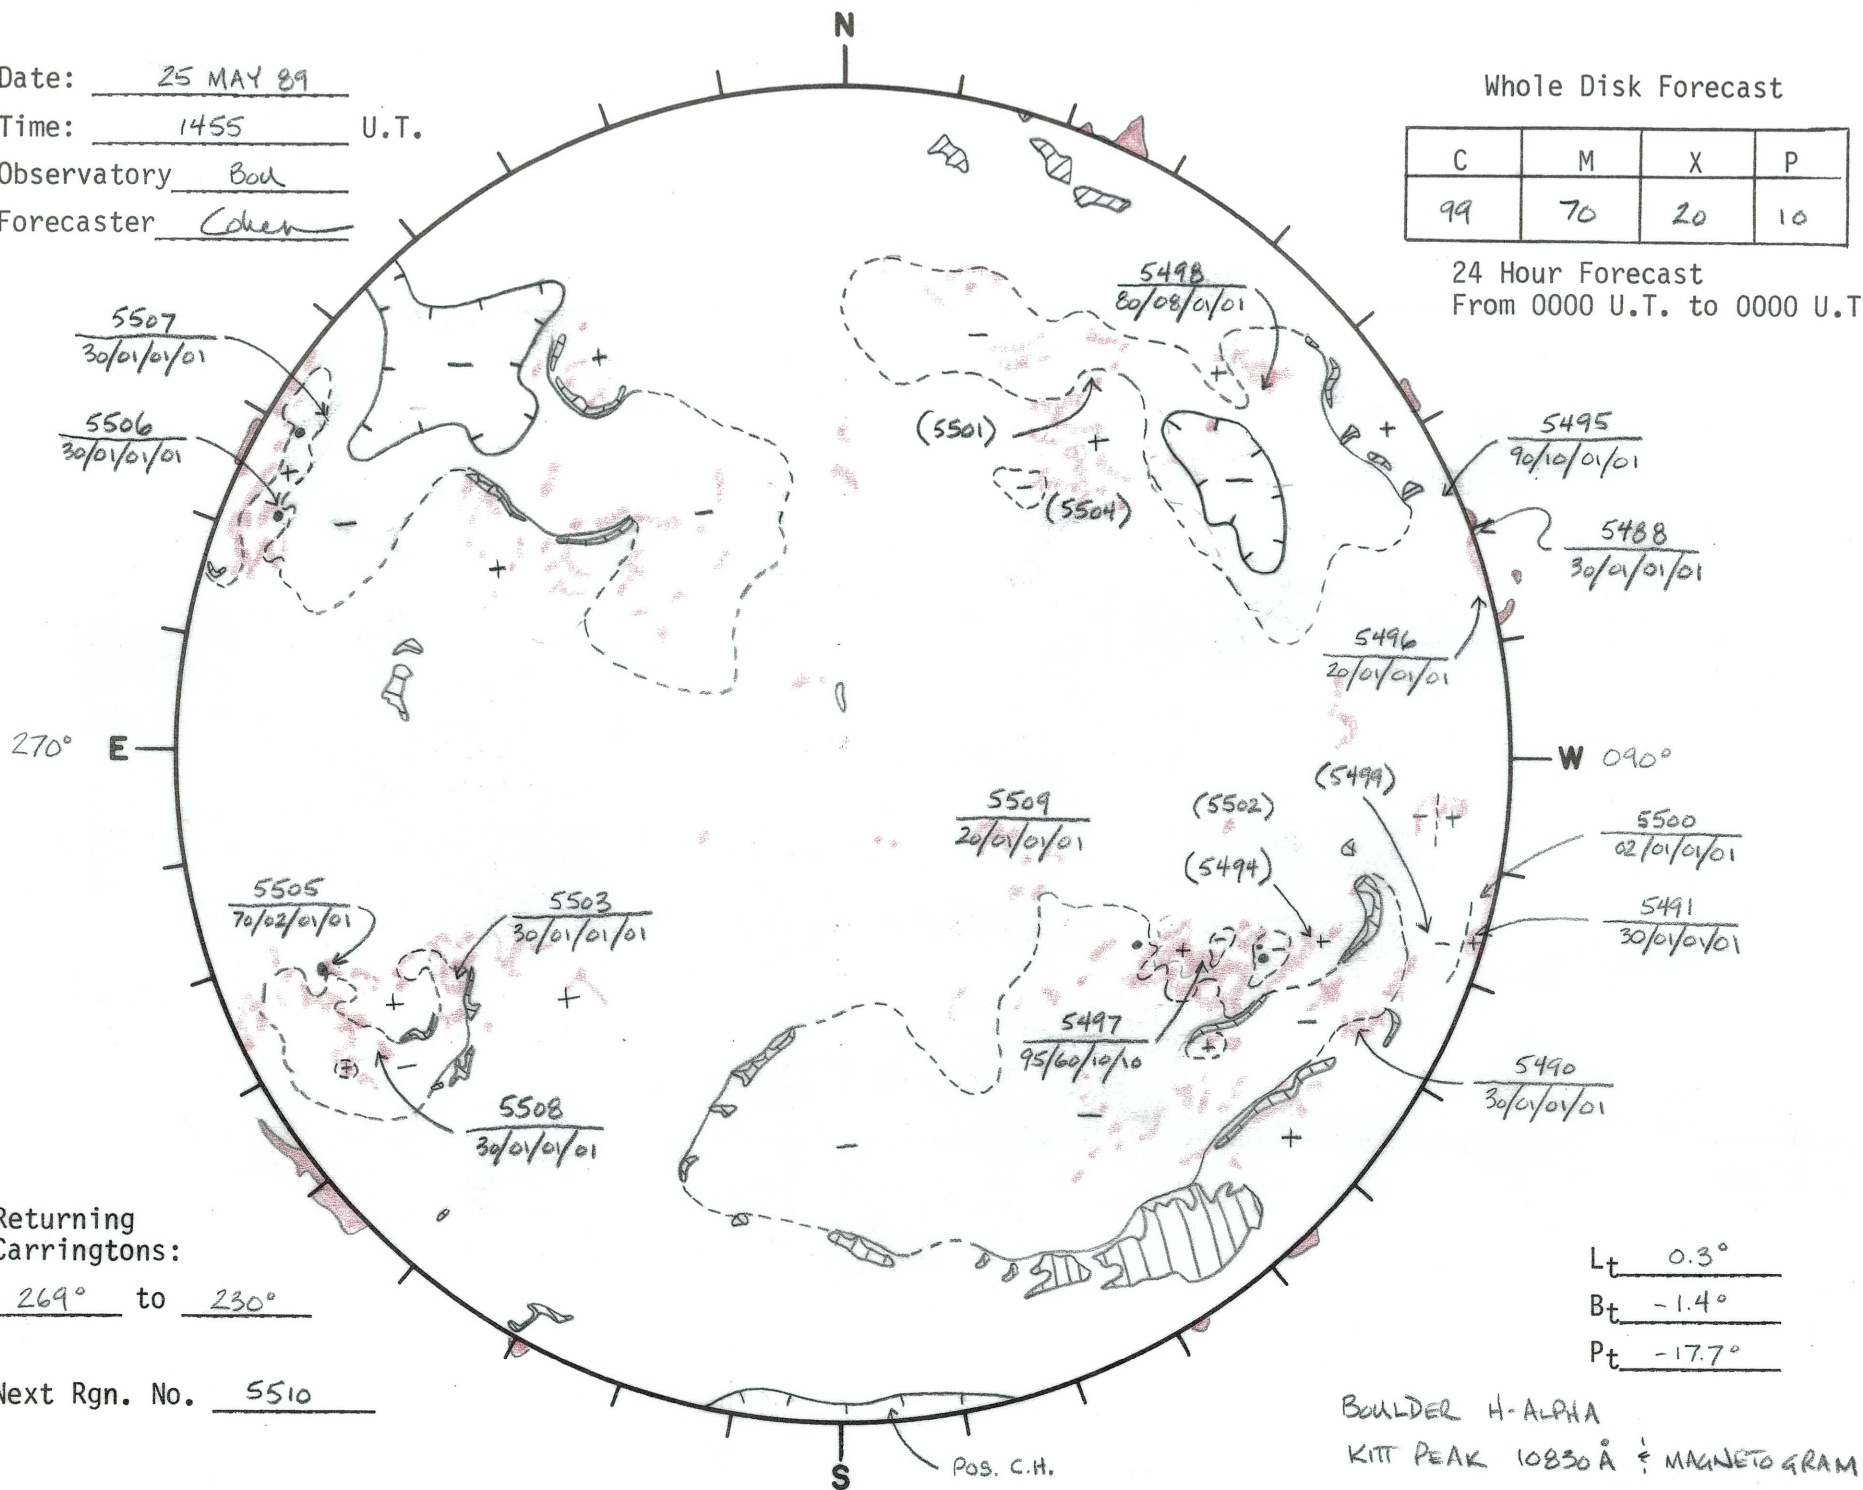 N
Date: 25 MAY 89
Time: 1455 U.T.
Observatory Bou
Forecaster Cohen
Whole Disk Forecast
C M X P
99 70 20 10
24 Hour Forecast
From 0000 U.T. to 0000 U.T
5498
80/08/01/01
5507
30/01/01/01
5506
30/01/01/01
(5501)
(5504)
5495
90/10/01/01
5488
30/01/01/01
5496
20/01/01/01
270° E
W 090°
(5499)
5509
20/01/01/01
(5502)
(5494)
5500
02/01/01/01
5505
70/02/01/01
5503
30/01/01/01
5491
30/01/01/01
5497
95/60/10/10
5490
30/01/01/01
5508
30/01/01/01
Returning
Carringtons:
269° to 230°
Next Rgn. No. 5510
Lt 0.3°
Bt -1.4°
Pt -17.7°
POS. C.H.
S
BOULDER H-ALPHA
KITT PEAK 10830 Å & MAGNETOGRAM